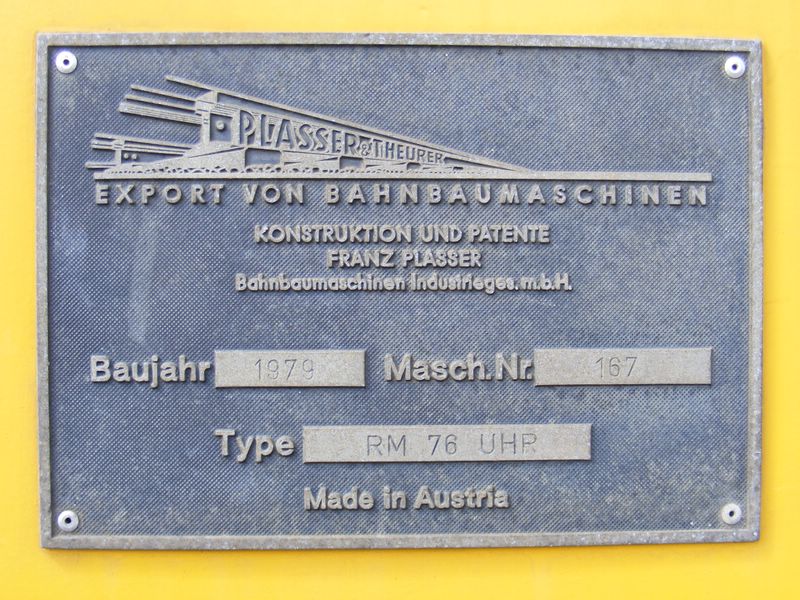 PLASSER & THEURER
EXPORT VON BAHNBAUMASCHINEN
KONSTRUKTION UND PATENTE
FRANZ PLASSER
Bahnbaumaschinen Industrieges.m.b.H.
Baujahr 1979 Masch.Nr. 167
Type RM 76 UHR
Made in Austria